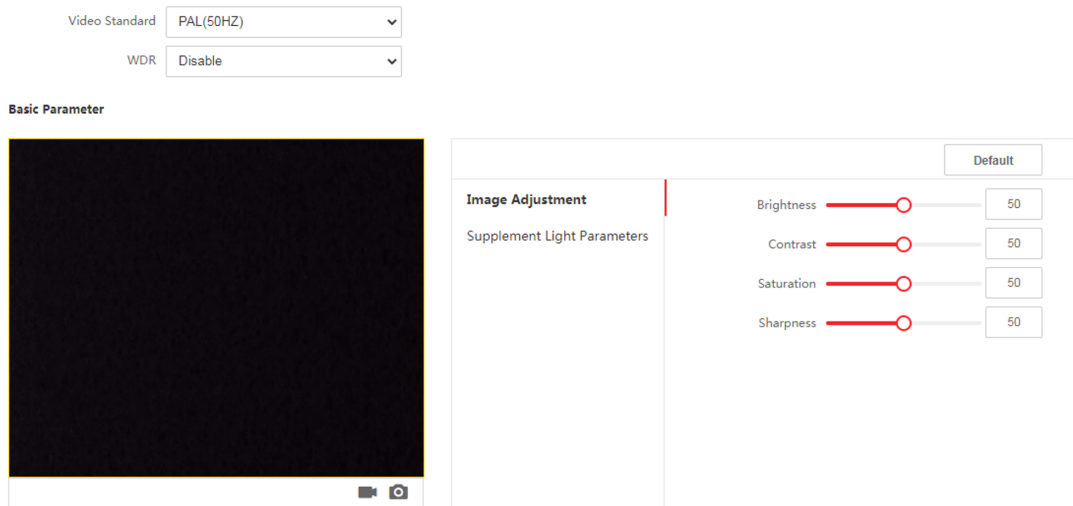 Video Standard PAL(50HZ)
WDR Disable
Basic Parameter
Default
Image Adjustment
Supplement Light Parameters
Brightness 50
Contrast 50
Saturation 50
Sharpness 50